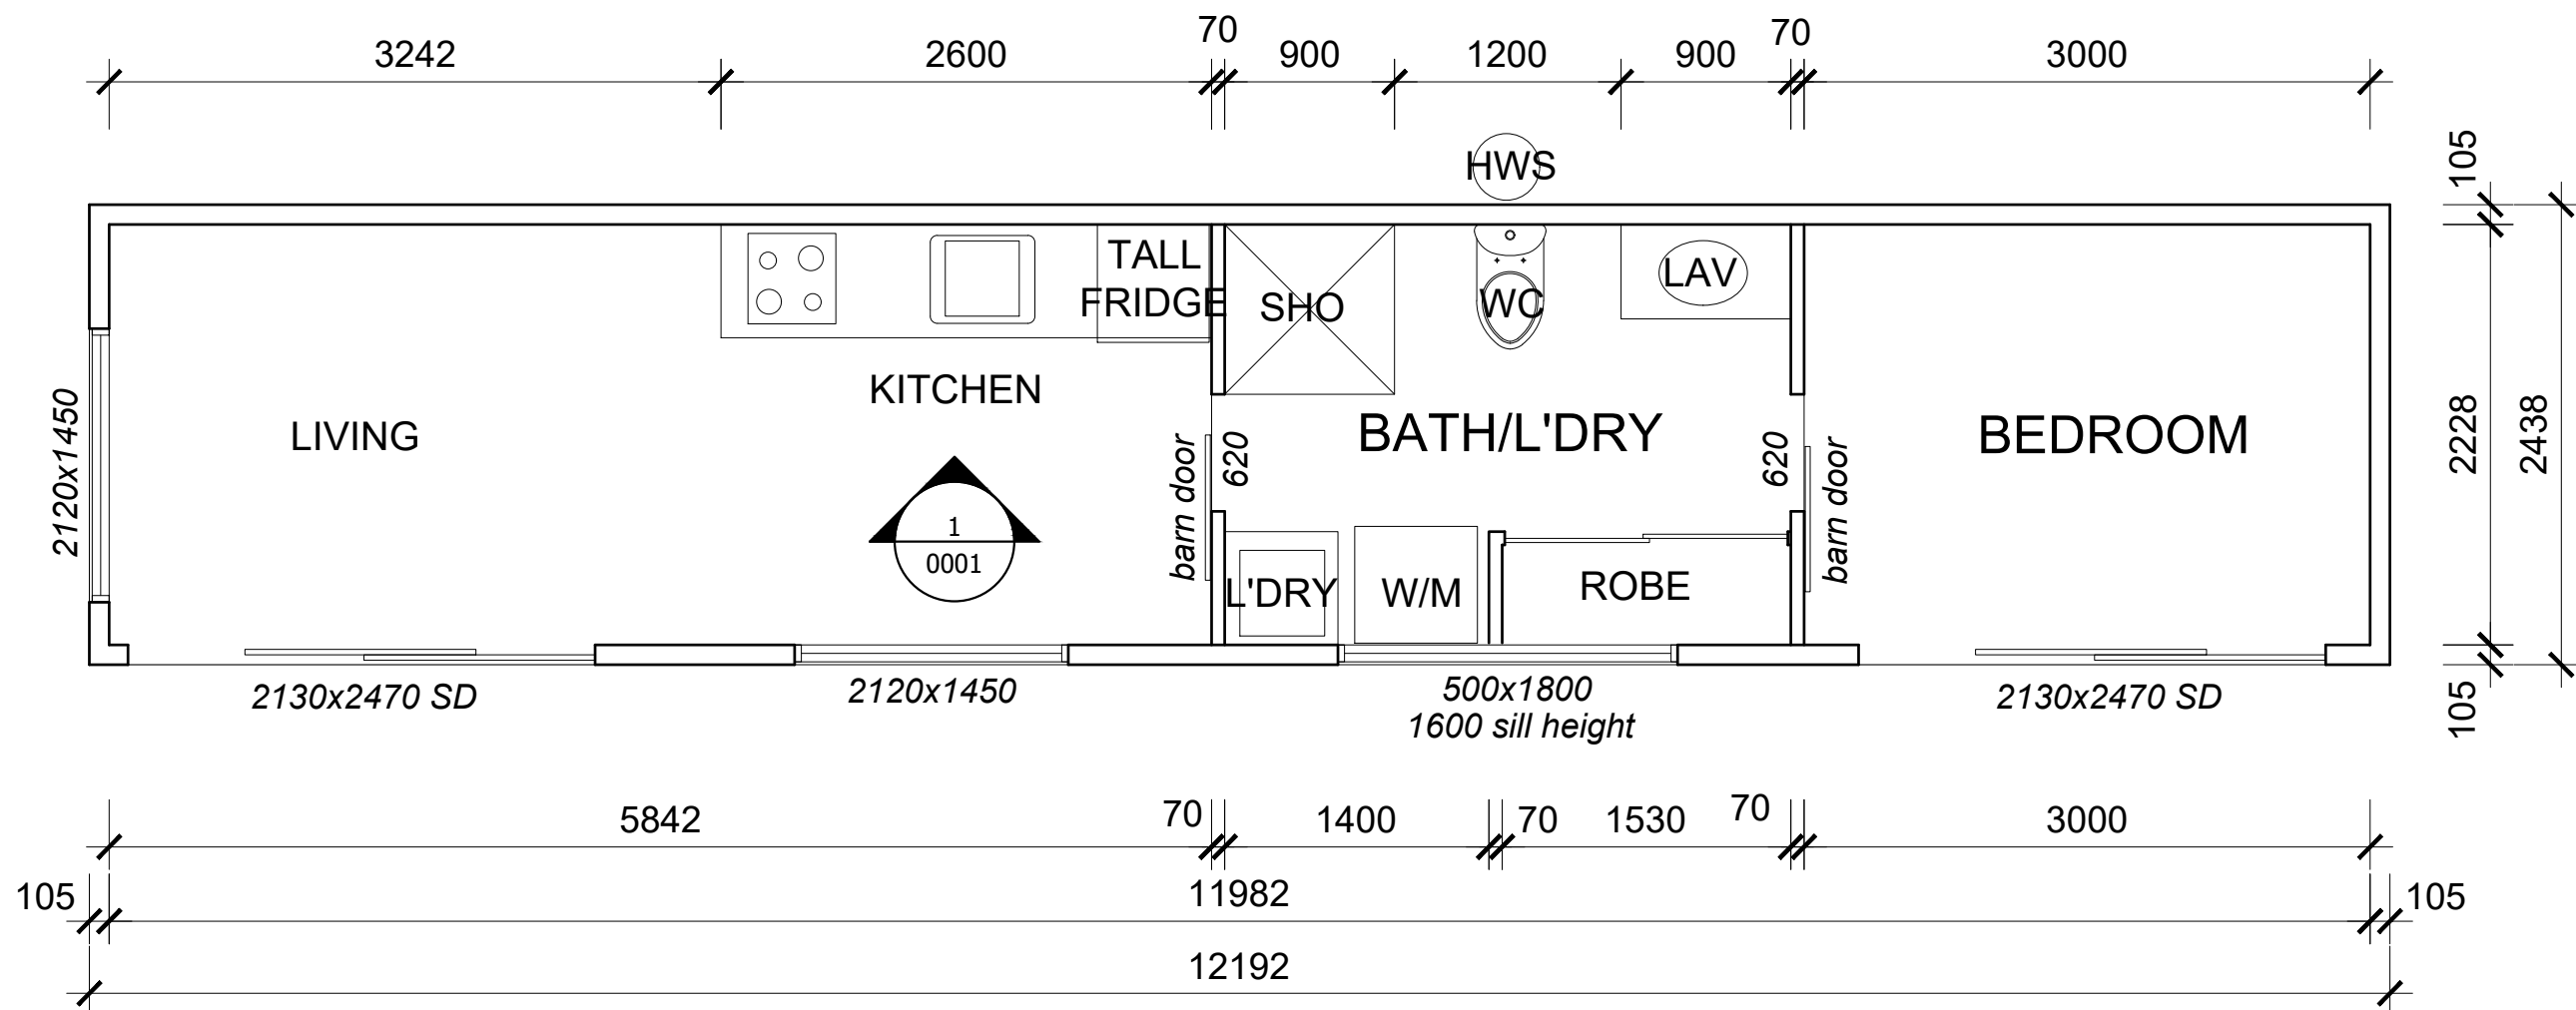 70
70
3242
2600
900
1200
900
3000
HWS
105
TALL
FRIDGE
SHO
WC
LAV
KITCHEN
LIVING
BATH/L'DRY
BEDROOM
2120x1450
barn door
620
620
barn door
2228
2438
1
0001
L'DRY
W/M
ROBE
2130x2470 SD
2120x1450
500x1800
1600 sill height
2130x2470 SD
105
5842
70
1400
70
1530
70
3000
105
11982
105
12192